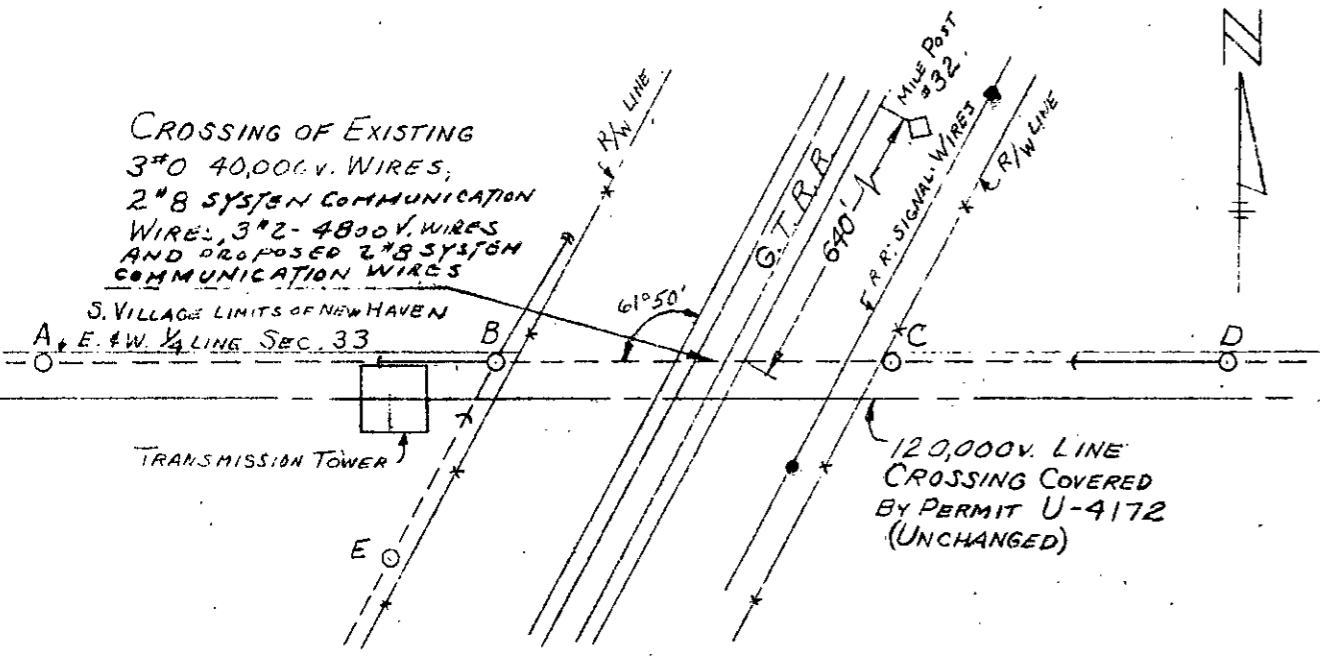 CROSSING OF EXISTING
3#0 40,000 V. WIRES,
2#8 SYSTEM COMMUNICATION
WIRES, 3#2-4800 V. WIRES
AND PROPOSED 2#8 SYSTEM
COMMUNICATION WIRES
S. VILLAGE LIMITS OF NEW HAVEN
E. & W. 1/4 LINE SEC. 33
A
B
C
D
E
R/W LINE
61°50'
G.T.R.R.
640'
MILE POST
#32.
R.R. SIGNAL WIRES
R/W LINE
N
TRANSMISSION TOWER
120,000 V. LINE
CROSSING COVERED
BY PERMIT U-4172
(UNCHANGED)